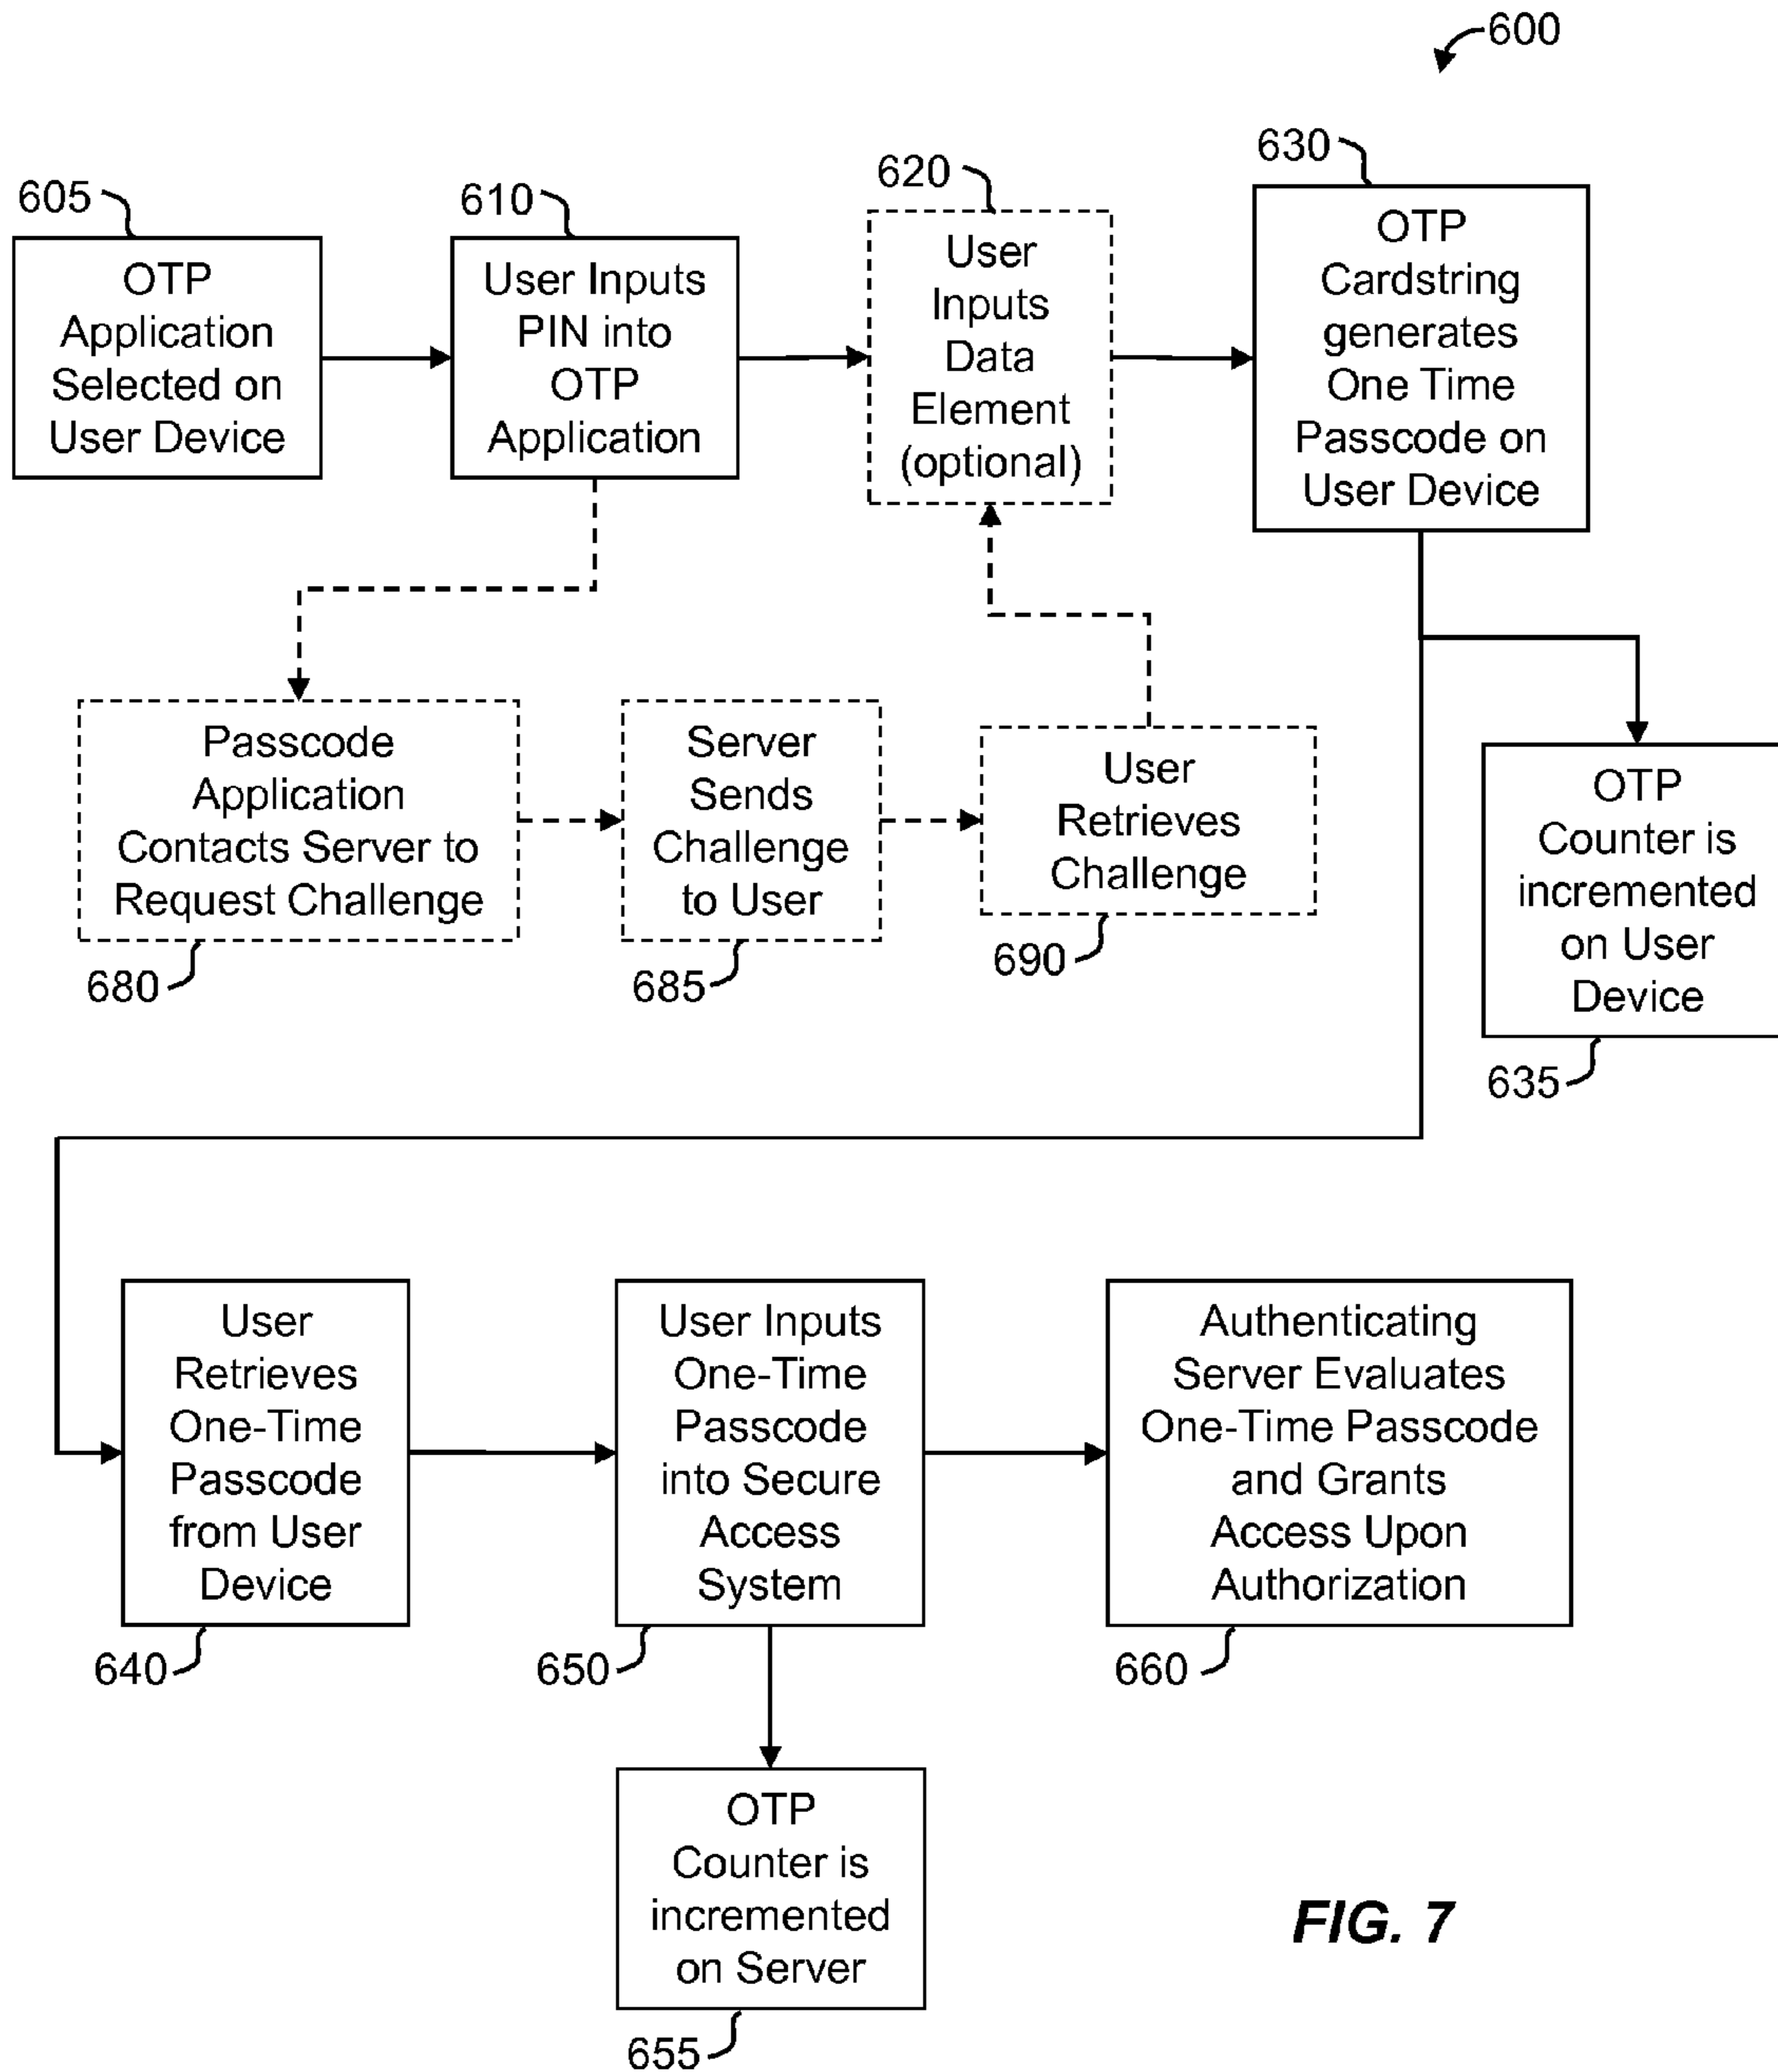 600
605
OTP
Application
Selected on
User Device
610
User Inputs
PIN into
OTP
Application
620
User
Inputs
Data
Element
(optional)
630
OTP
Cardstring
generates
One Time
Passcode on
User Device
Passcode
Application
Contacts Server to
Request Challenge
680
Server
Sends
Challenge
to User
685
User
Retrieves
Challenge
690
OTP
Counter is
incremented
on User
Device
635
User
Retrieves
One-Time
Passcode
from User
Device
640
User Inputs
One-Time
Passcode
into Secure
Access
System
650
Authenticating
Server Evaluates
One-Time Passcode
and Grants
Access Upon
Authorization
660
OTP
Counter is
incremented
on Server
655
FIG. 7